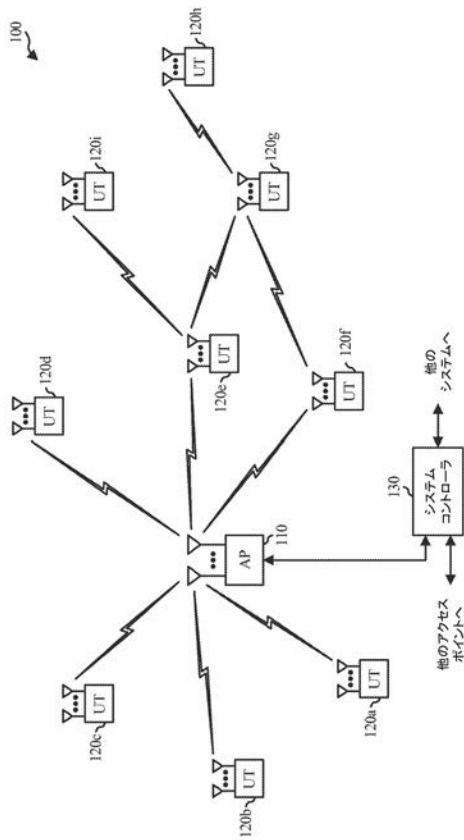 100
UT
120h
UT
120i
UT
120g
UT
120d
UT
120e
UT
120f
AP
110
UT
120c
UT
120b
UT
120a
130
システム
コントローラ
他の
システムへ
他のアクセス
ポイントへ